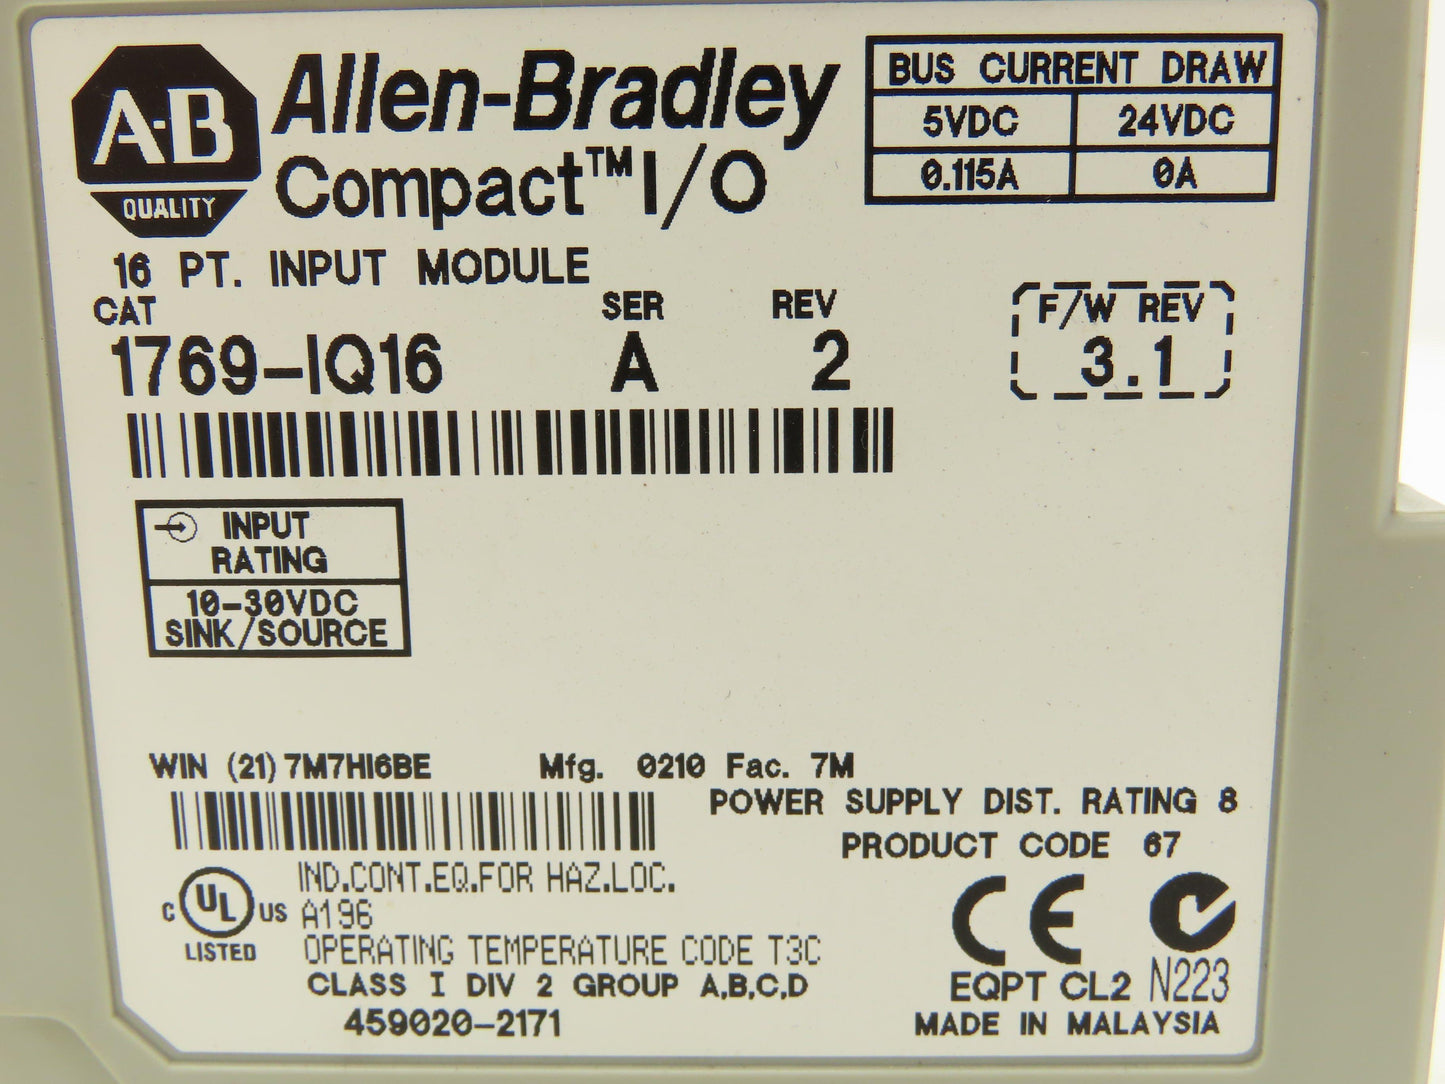 A-B
QUALITY
Allen-Bradley
Compact™ I/O
BUS CURRENT DRAW
5VDC 24VDC
0.115A 0A
16 PT. INPUT MODULE
CAT SER REV F/W REV
1769-IQ16 A 2 3.1
INPUT
RATING
10-30VDC
SINK/SOURCE
WIN (21) 7M7HI6BE Mfg. 0210 Fac. 7M
POWER SUPPLY DIST. RATING 8
PRODUCT CODE 67
C UL US
LISTED
IND.CONT.EQ.FOR HAZ.LOC.
A196
OPERATING TEMPERATURE CODE T3C
CLASS I DIV 2 GROUP A,B,C,D
459020-2171
CE
EQPT CL2 N223
MADE IN MALAYSIA